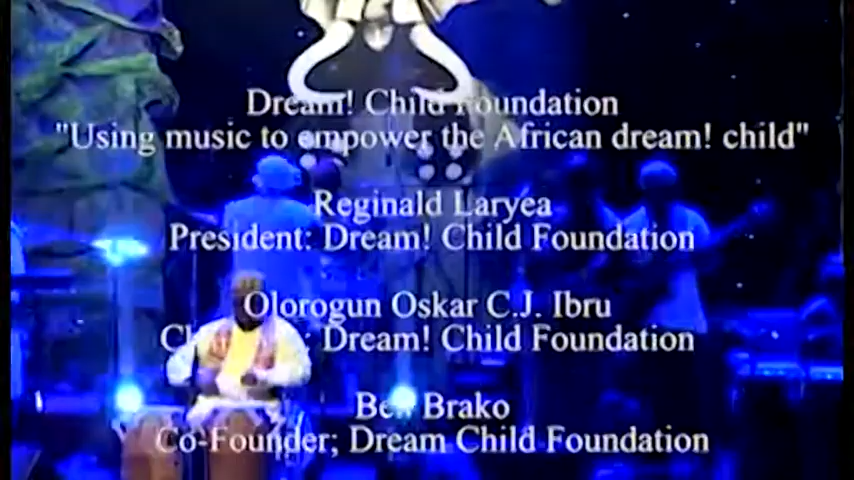 Dream! Child Foundation
"Using music to empower the African dream! child"
Reginald Laryea
President: Dream! Child Foundation
Olorogun Oskar C.J. Ibru
Dream! Child Foundation
Ben Brako
Co-Founder; Dream Child Foundation